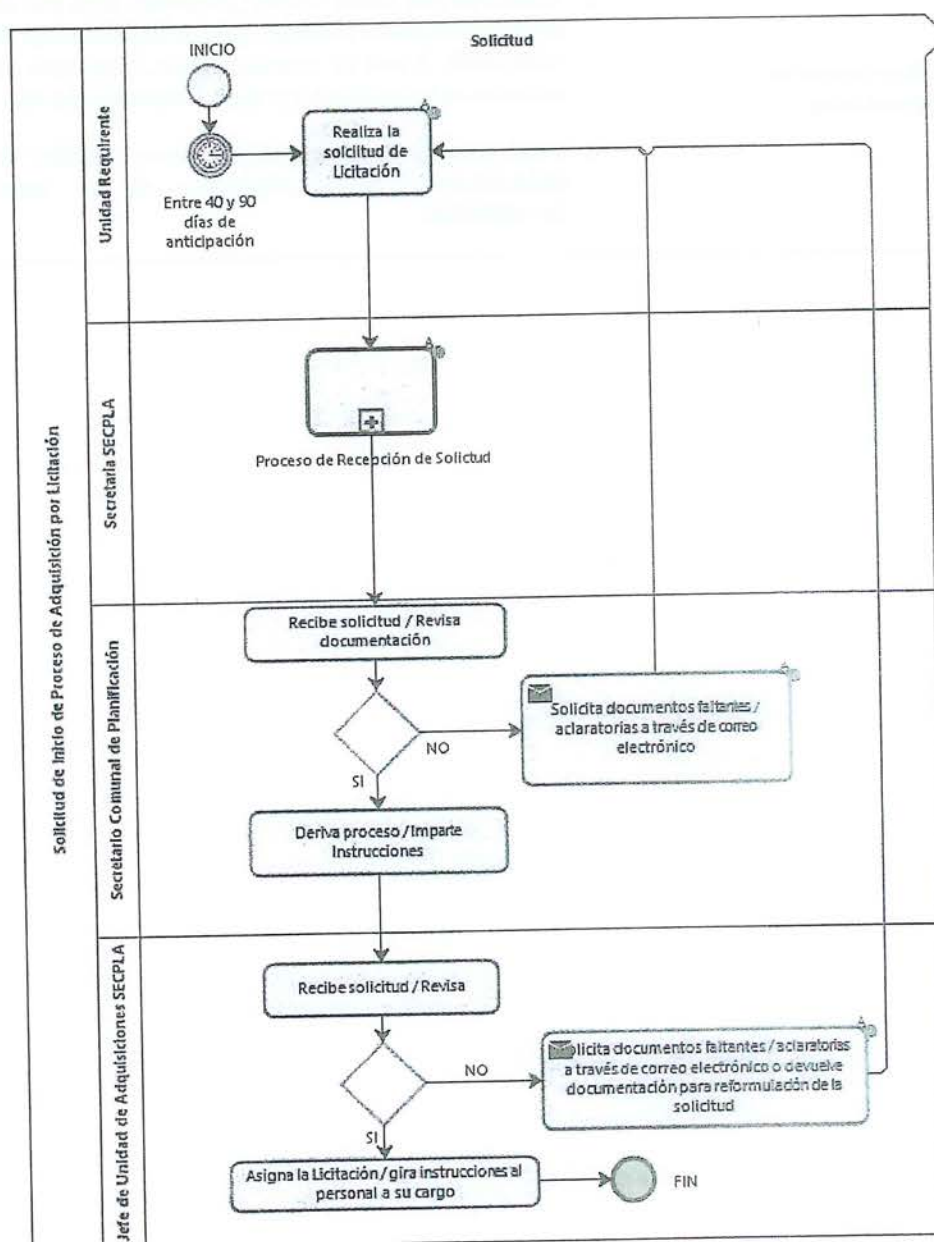 Solicitud
INICIO
Realiza la
solciitud de
Licitación
Entre 40 y 90
días de
anticipación
Unidad Requirente
Proceso de Recepción de Solictud
Secretaria SECPLA
Solicitud de Inicio de Proceso de Adquisición por Licitación
Recibe solicitud / Revisa
documentación
Solicita documentos faltantes /
aclaratorias a través de correo
electrónico
NO
SI
Deriva proceso / Imparte
Instrucciones
Secretario Comunal de Planificación
Recibe solicitud / Revisa
olicita documentos faltantes / aclaratorias
a través de correo electrónico o devuelve
documentación para reformulación de la
solicitud
NO
SI
Asigna la Licitación / gira instrucciones al
personal a su cargo
FIN
Jefe de Unidad de Adquisiciones SECPLA